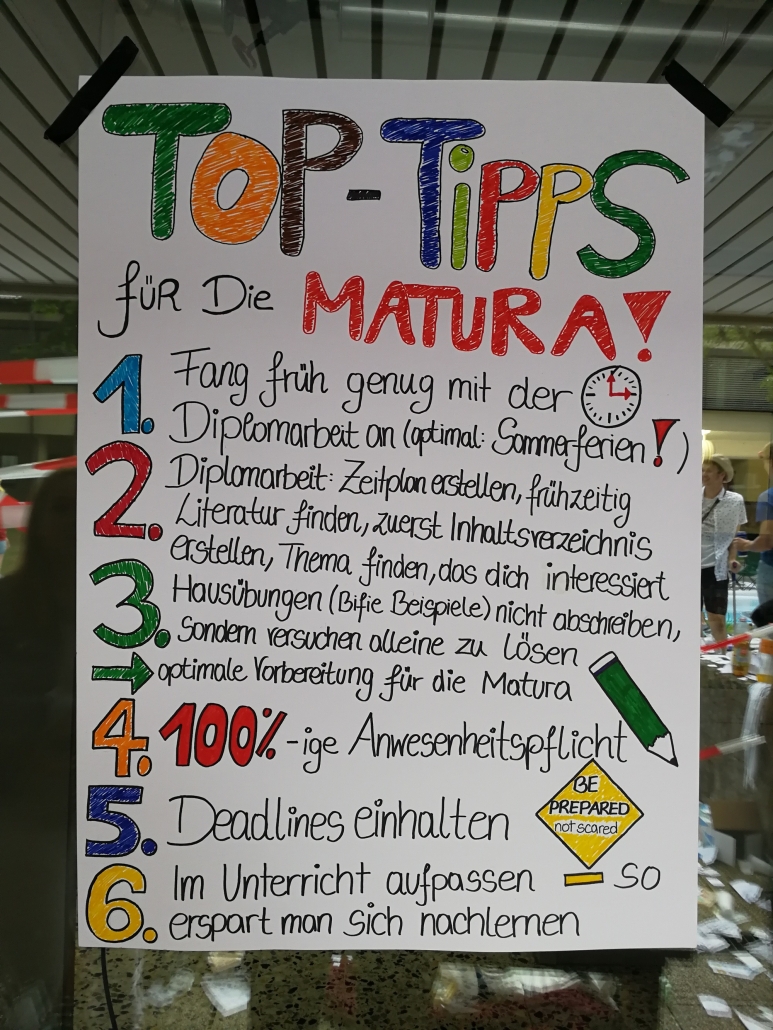 TOP-TiPPS
für Die MATURA!
1. Fang früh genug mit der
Diplomarbeit an (optimal: Sommerferien!)
2. Diplomarbeit: Zeitplan erstellen, frühzeitig
Literatur finden, zuerst Inhaltsverzeichnis
erstellen, Thema finden, das dich interessiert
3. Hausübungen (Bifie Beispiele) nicht abschreiben,
sondern versuchen alleine zu lösen
→ optimale Vorbereitung für die Matura
4. 100%-ige Anwesenheitspflicht
5. Deadlines einhalten
BE
PREPARED
not scared
6. Im Unterricht aufpassen – so
erspart man sich nachlernen